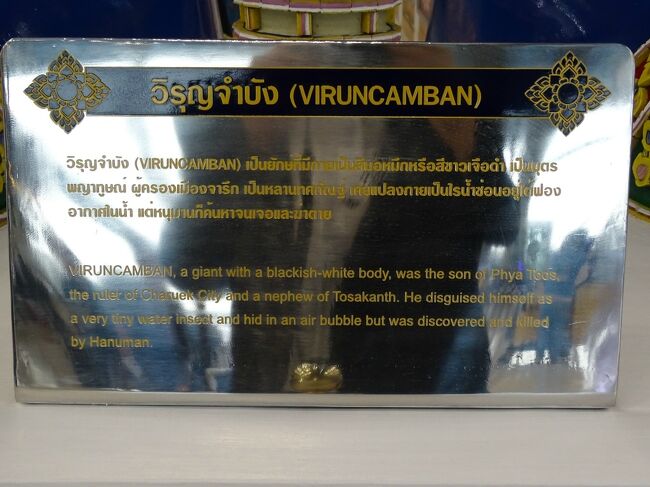 วิรุญจำบัง (VIRUNCAMBAN)
วิรุญจำบัง (VIRUNCAMBAN) เป็นยักษ์ที่มีกายเป็นสีหมอหมึกหรือสีขาวเจือดำ เป็นบุตร
พญาทูษณ์ ผู้ครองเมืองจารึก เป็นหลานทศกัณฐ์ เคยแปลงกายเป็นไรน้ำซ่อนอยู่ใต้ฟอง
อากาศในน้ำ แต่หนุมานก็ค้นหาจนเจอและฆ่าตาย
VIRUNCAMBAN, a giant with a blackish-white body, was the son of Phya Toos,
the ruler of Charuek City and a nephew of Tosakanth. He disguised himself as
a very tiny water insect and hid in an air bubble but was discovered and killed
by Hanuman.